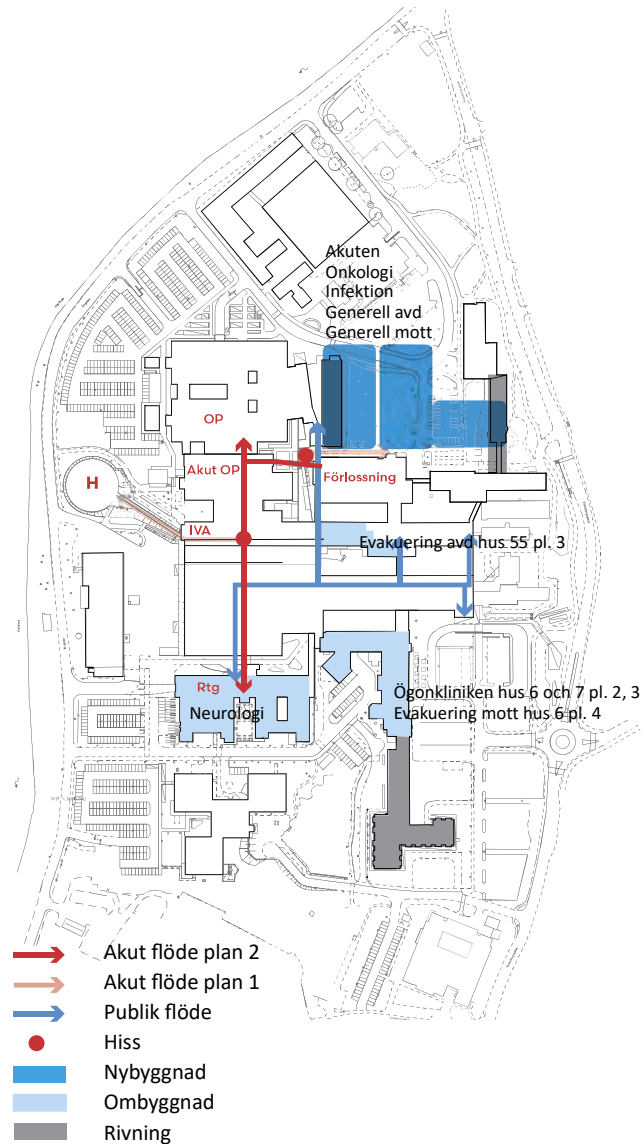 Akuten
Onkologi
Infektion
Generell avd
Generell mott
OP
Akut OP
Förlossning
H
IVA
Evakuering avd hus 55 pl. 3
Rtg
Neurologi
Ögonkliniken hus 6 och 7 pl. 2, 3
Evakuering mott hus 6 pl. 4
Akut flöde plan 2
Akut flöde plan 1
Publik flöde
Hiss
Nybyggnad
Ombyggnad
Rivning